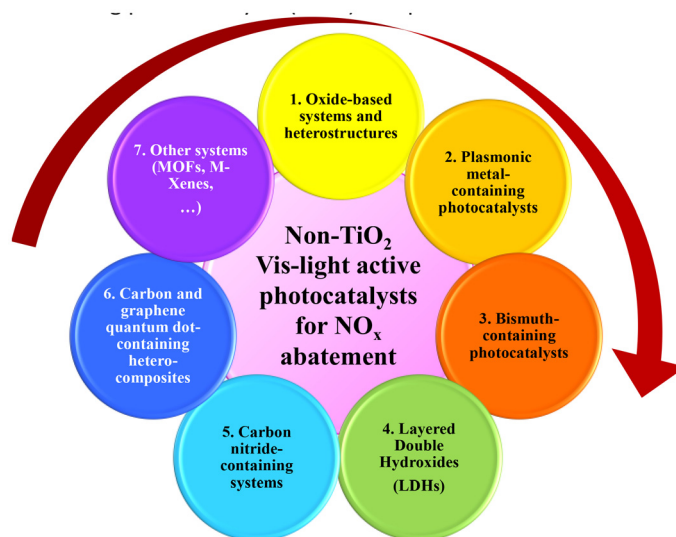 Non-TiO₂
Vis-light active
photocatalysts
for NOₓ
abatement
1. Oxide-based
systems and
heterostructures
2. Plasmonic
metal-
containing
photocatalysts
3. Bismuth-
containing
photocatalysts
4. Layered
Double
Hydroxides
(LDHs)
5. Carbon
nitride-
containing
systems
6. Carbon and
graphene
quantum dot-
containing
hetero-
composites
7. Other systems
(MOFs, M-
Xenes,
…)